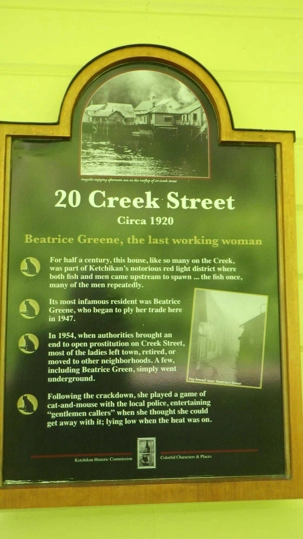 20 Creek Street
Circa 1920
Beatrice Greene, the last working woman
For half a century, this house, like so many on the Creek,
was part of Ketchikan's notorious red light district where
both fish and men came upstream to spawn ... the fish once,
many of the men repeatedly.
Its most infamous resident was Beatrice
Greene, who began to ply her trade here
in 1947.
In 1954, when authorities brought an
end to open prostitution on Creek Street,
most of the ladies left town, retired, or
moved to other neighborhoods. A few,
including Beatrice Green, simply went
underground.
Following the crackdown, she played a game of
cat-and-mouse with the local police, entertaining
"gentlemen callers" when she thought she could
get away with it; lying low when the heat was on.
Ketchikan Historic Commission
Colorful Characters & Places